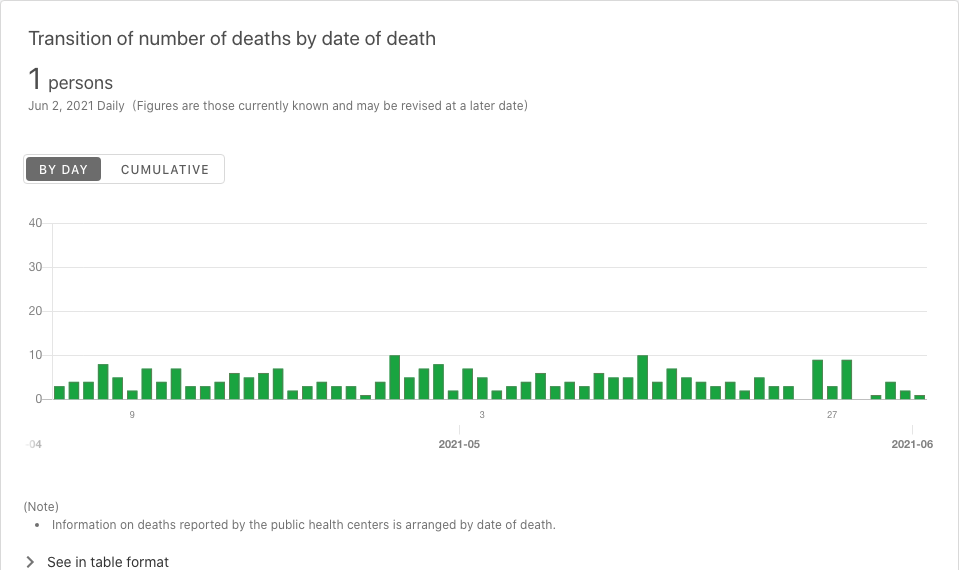 Transition of number of deaths by date of death
1 persons
Jun 2, 2021 Daily (Figures are those currently known and may be revised at a later date)
BY DAY CUMULATIVE
40
30
20
10
0
9 3 27
-04 2021-05 2021-06
(Note)
• Information on deaths reported by the public health centers is arranged by date of death.
See in table format